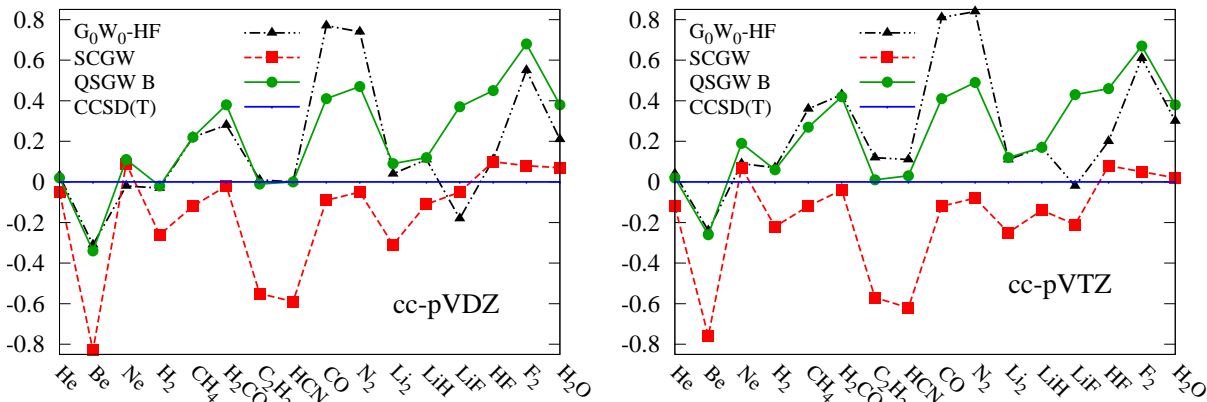 0.8
0.6
0.4
0.2
0
-0.2
-0.4
-0.6
-0.8
G₀W₀-HF
SCGW
QSGW B
CCSD(T)
cc-pVDZ
He
Be
Ne
H₂
CH₄
H₂CO
C₂H₂
HCN
CO
N₂
Li₂
LiH
LiF
HF
F₂
H₂O
0.8
0.6
0.4
0.2
0
-0.2
-0.4
-0.6
-0.8
G₀W₀-HF
SCGW
QSGW B
CCSD(T)
cc-pVTZ
He
Be
Ne
H₂
CH₄
H₂CO
C₂H₂
HCN
CO
N₂
Li₂
LiH
LiF
HF
F₂
H₂O